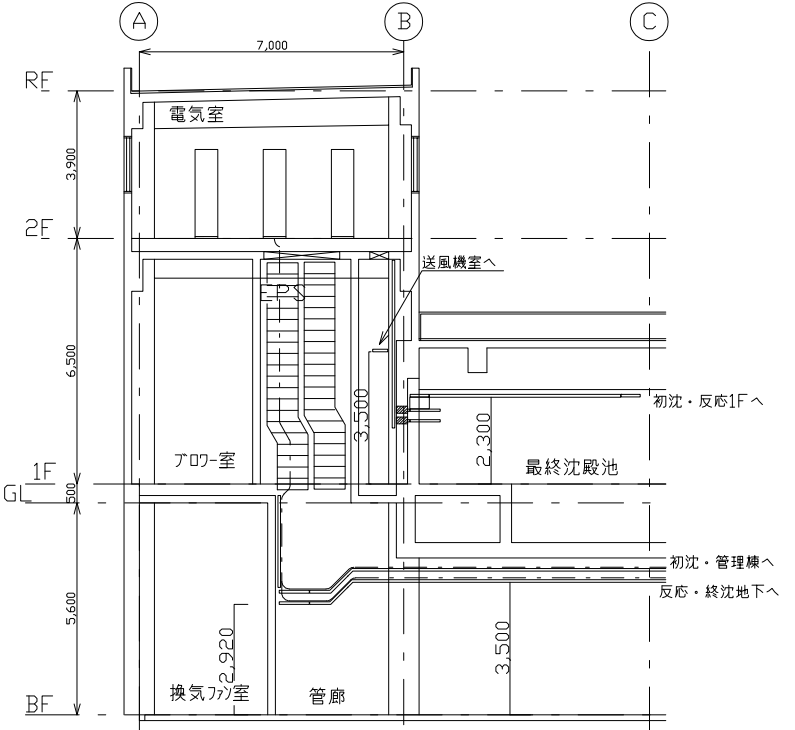 A
B
C
7,000
RF
電気室
3,900
2F
送風機室へ
6,500
3,500
初沈・反応1Fへ
2,300
ブロワー室
最終沈殿池
1F
GL
500
初沈・管理棟へ
反応・終沈地下へ
5,600
2,920
3,500
換気ファン室
管廊
BF